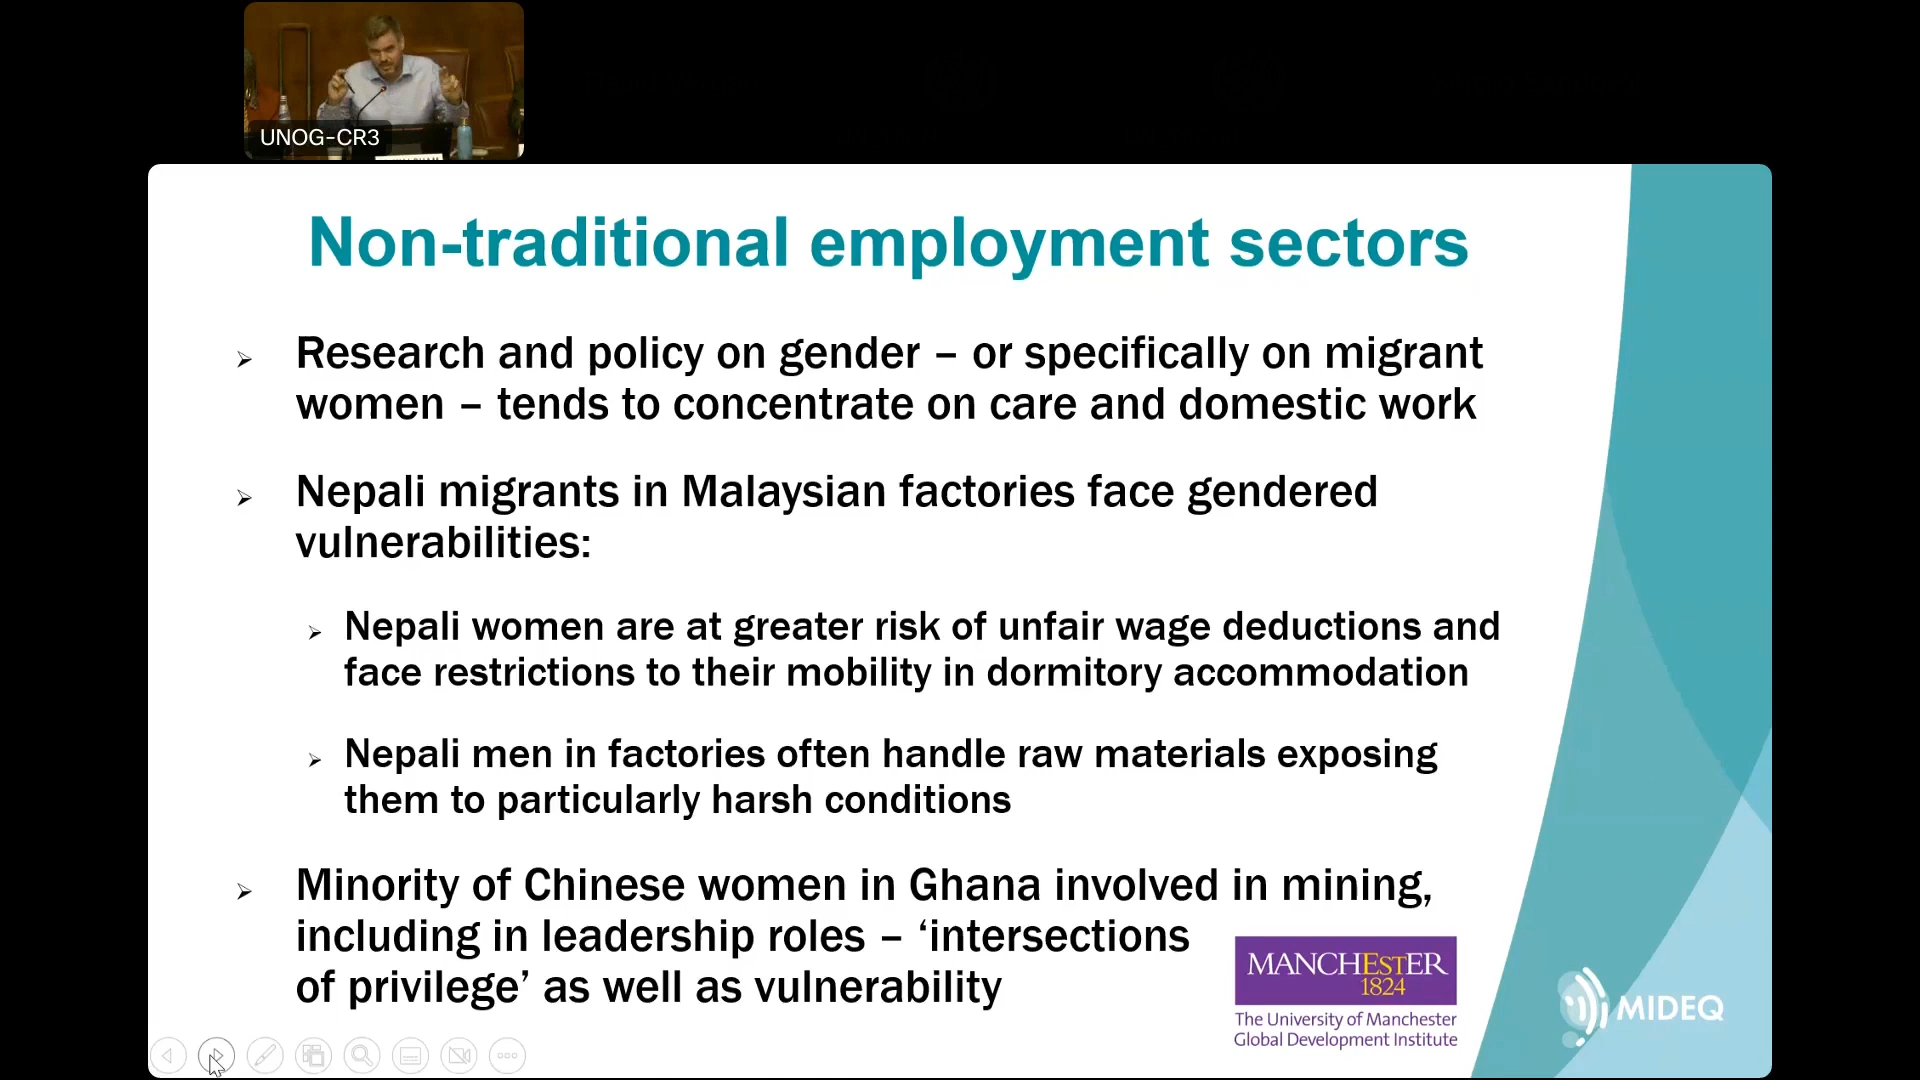 UNOG-CR3
Non-traditional employment sectors
Research and policy on gender – or specifically on migrant
women – tends to concentrate on care and domestic work
Nepali migrants in Malaysian factories face gendered
vulnerabilities:
Nepali women are at greater risk of unfair wage deductions and
face restrictions to their mobility in dormitory accommodation
Nepali men in factories often handle raw materials exposing
them to particularly harsh conditions
Minority of Chinese women in Ghana involved in mining,
including in leadership roles – ‘intersections
of privilege’ as well as vulnerability
MANCHESTER
1824
The University of Manchester
Global Development Institute
MIDEQ